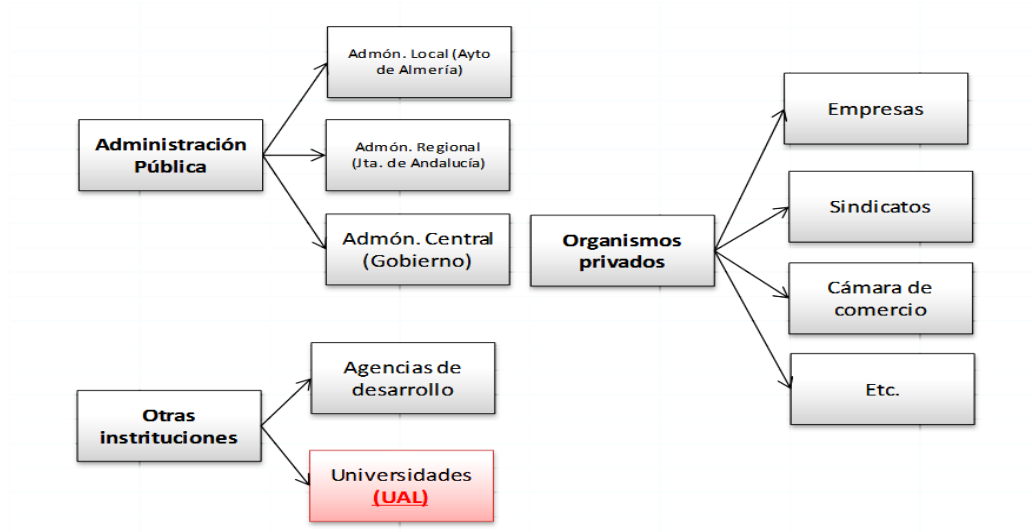 Administración
Pública
Admón. Local (Ayto
de Almería)
Admón. Regional
(Jta. de Andalucía)
Admón. Central
(Gobierno)
Otras
instrituciones
Agencias de
desarrollo
Universidades
(UAL)
Organismos
privados
Empresas
Sindicatos
Cámara de
comercio
Etc.